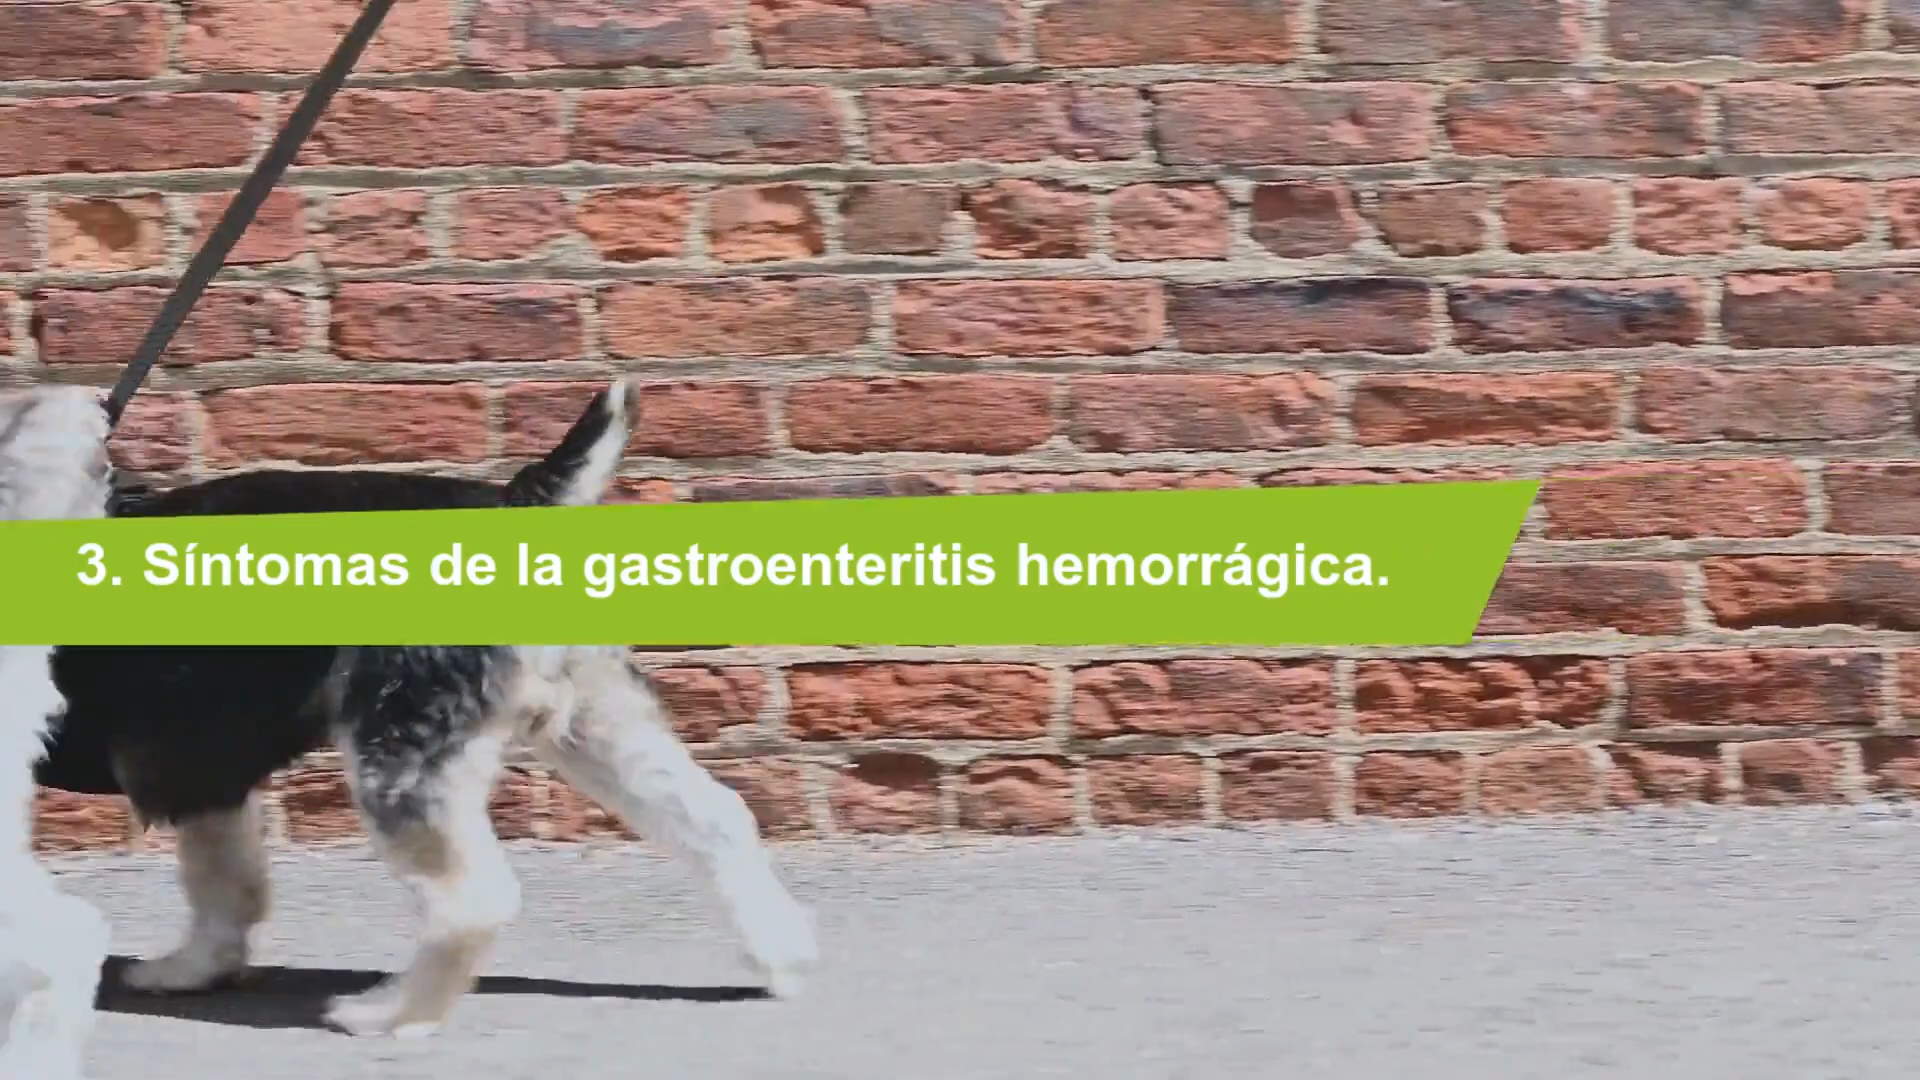 3. Síntomas de la gastroenteritis hemorrágica.